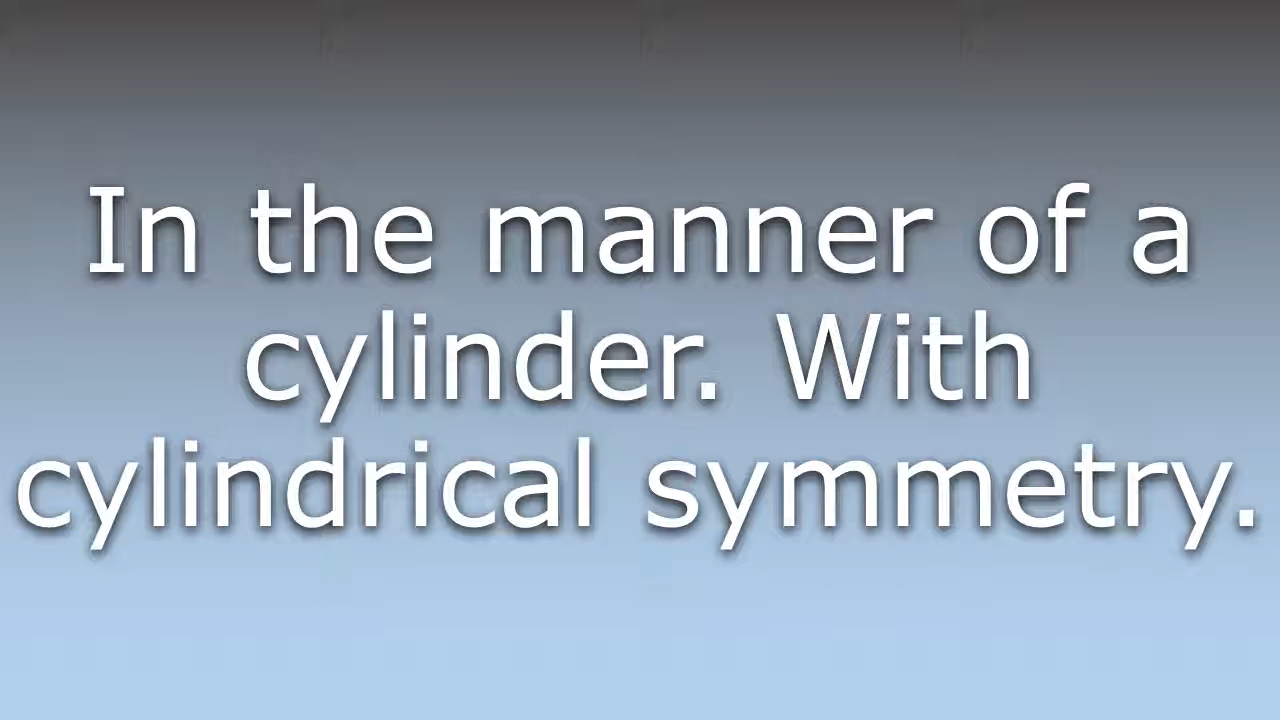 In the manner of a
cylinder. With
cylindrical symmetry.